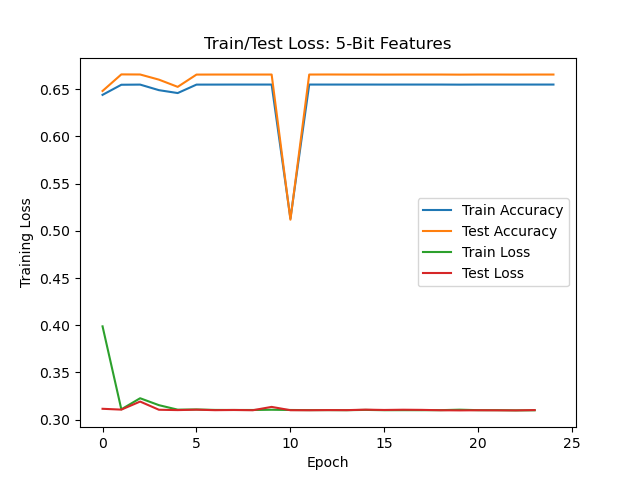 Train/Test Loss: 5-Bit Features
Training Loss
0.65
0.60
0.55
0.50
0.45
0.40
0.35
0.30
Train Accuracy
Test Accuracy
Train Loss
Test Loss
0 5 10 15 20 25
Epoch